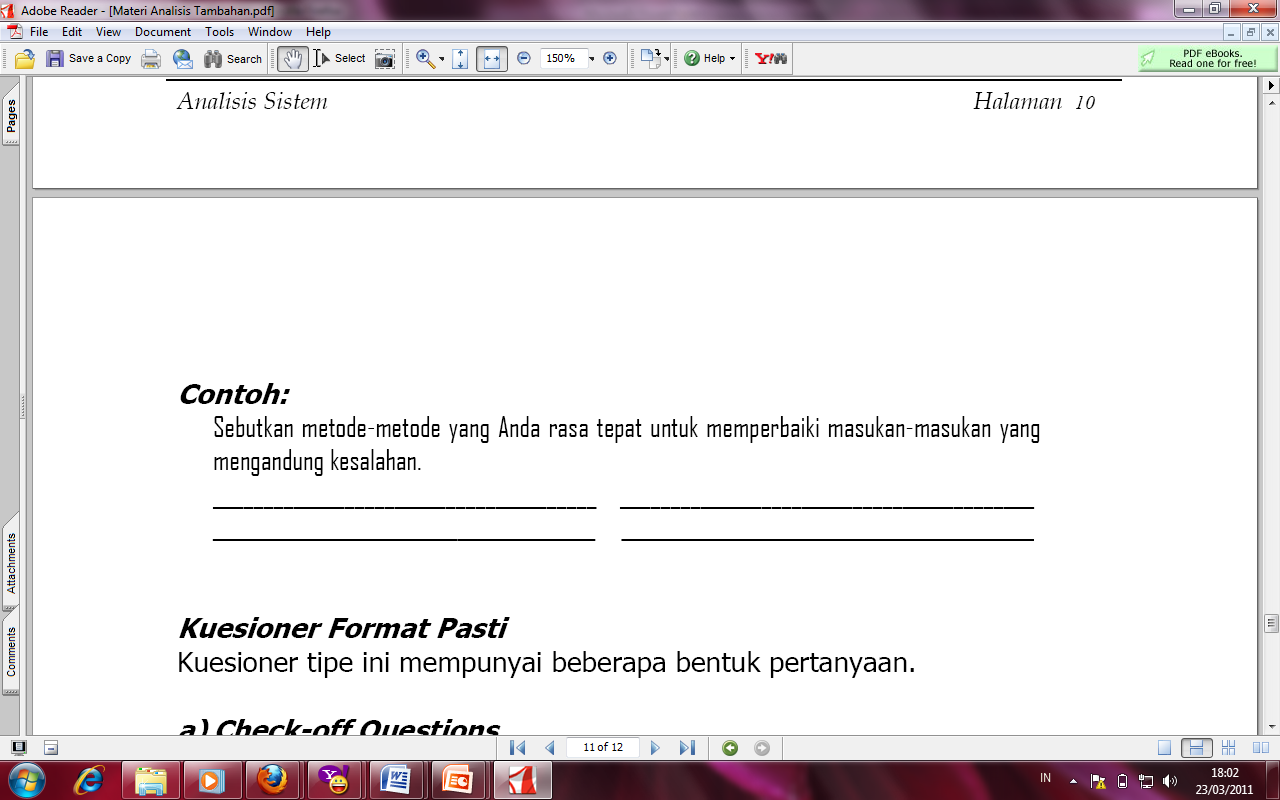 Adobe Reader - [Materi Analisis Tambahan.pdf]
File Edit View Document Tools Window Help
Save a Copy Search Select 150% Help Y! PDF eBooks.
Read one for free!
Pages
Analisis Sistem Halaman 10
Contoh:
Sebutkan metode-metode yang Anda rasa tepat untuk memperbaiki masukan-masukan yang
mengandung kesalahan.
Kuesioner Format Pasti
Kuesioner tipe ini mempunyai beberapa bentuk pertanyaan.
a) Check-off Questions
Attachments
Comments
11 of 12
IN 18:02
23/03/2011